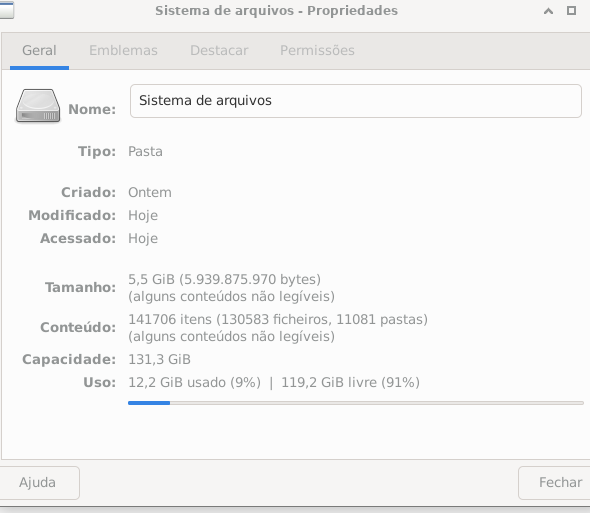 Sistema de arquivos - Propriedades
Geral Emblemas Destacar Permissões
Nome: Sistema de arquivos
Tipo: Pasta
Criado: Ontem
Modificado: Hoje
Acessado: Hoje
Tamanho: 5,5 GiB (5.939.875.970 bytes)
(alguns conteúdos não legíveis)
Conteúdo: 141706 itens (130583 ficheiros, 11081 pastas)
(alguns conteúdos não legíveis)
Capacidade: 131,3 GiB
Uso: 12,2 GiB usado (9%) | 119,2 GiB livre (91%)
Ajuda Fechar